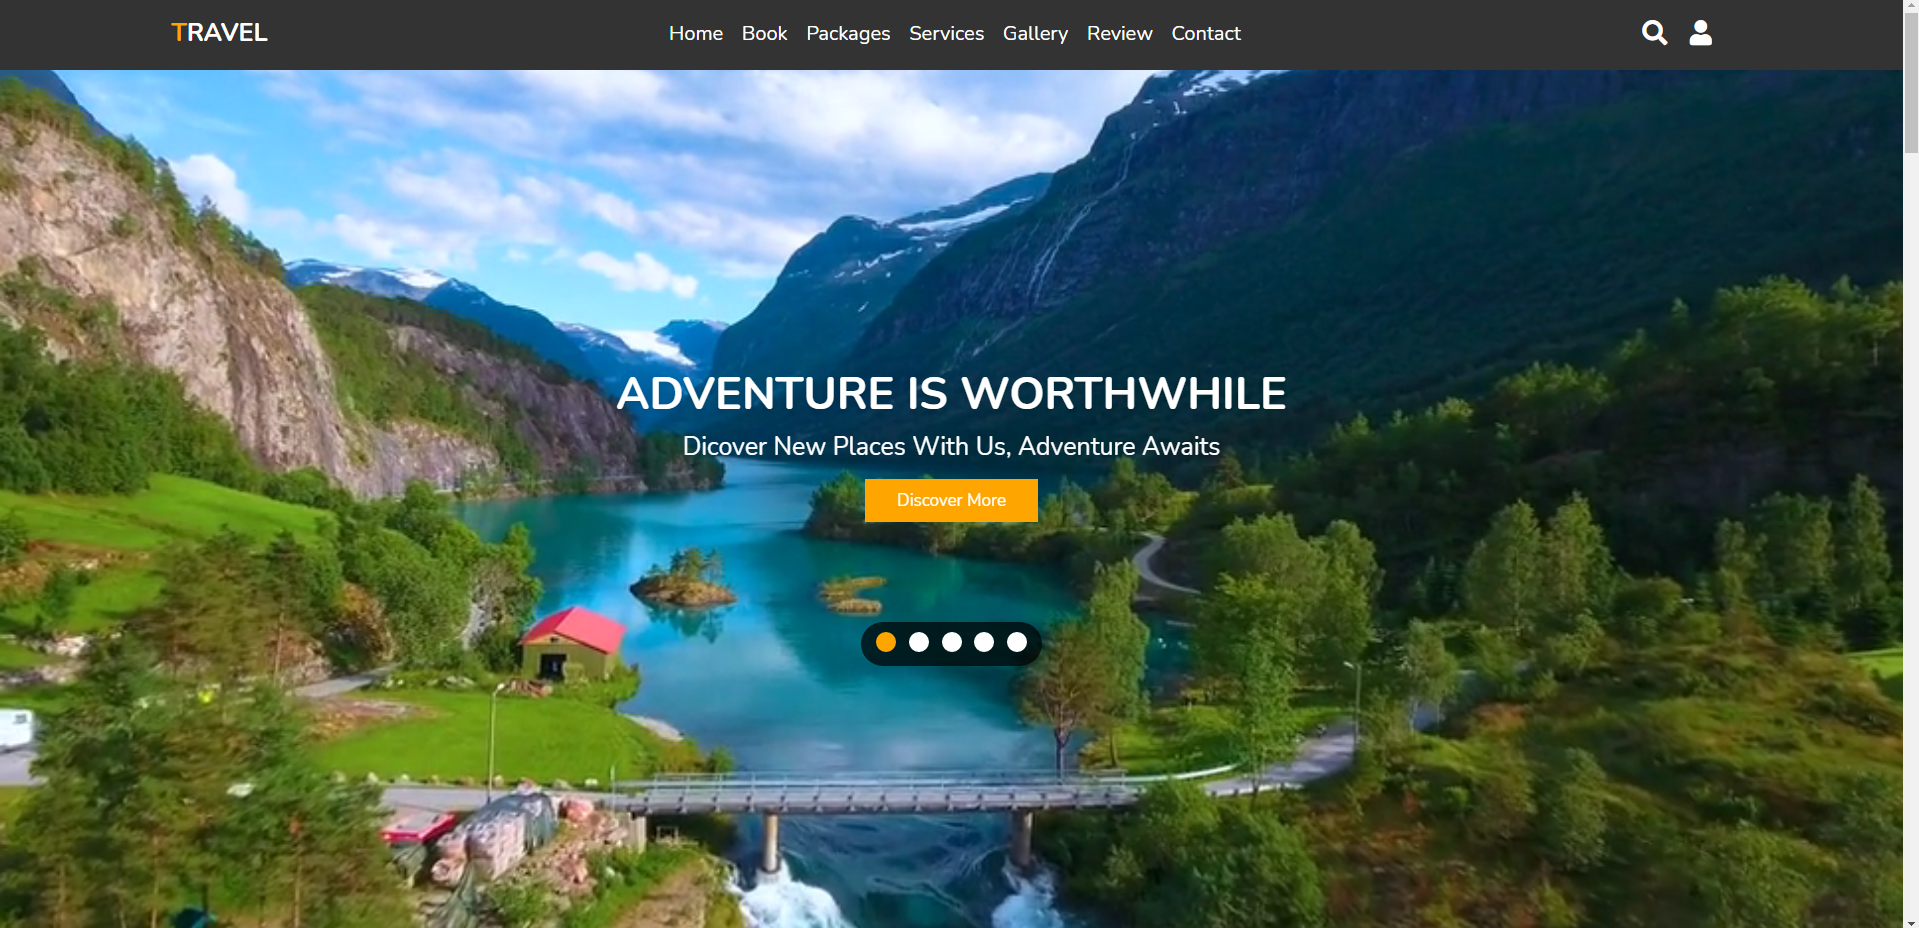 TRAVEL
Home Book Packages Services Gallery Review Contact
ADVENTURE IS WORTHWHILE
Dicover New Places With Us, Adventure Awaits
Discover More